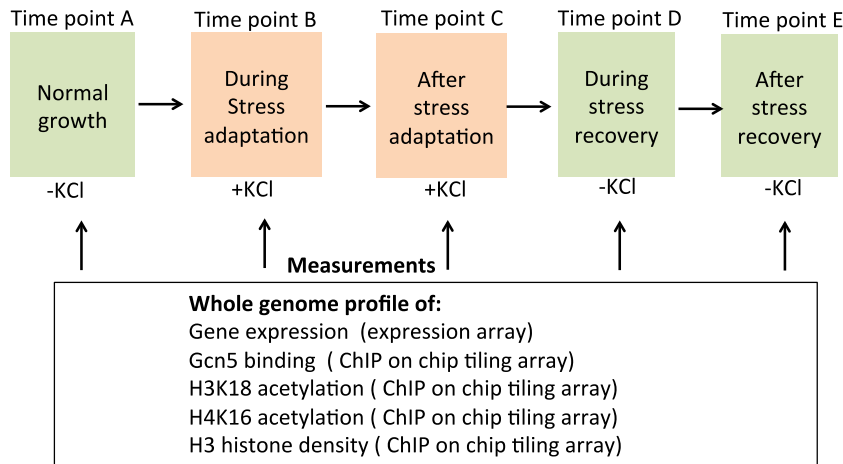 Time point A
Time point B
Time point C
Time point D
Time point E
Normal
growth
During
Stress
adaptation
After
stress
adaptation
During
stress
recovery
After
stress
recovery
-KCl
+KCl
+KCl
-KCl
-KCl
Measurements
Whole genome profile of:
Gene expression  (expression array)
Gcn5 binding  ( ChIP on chip tiling array)
H3K18 acetylation ( ChIP on chip tiling array)
H4K16 acetylation ( ChIP on chip tiling array)
H3 histone density ( ChIP on chip tiling array)